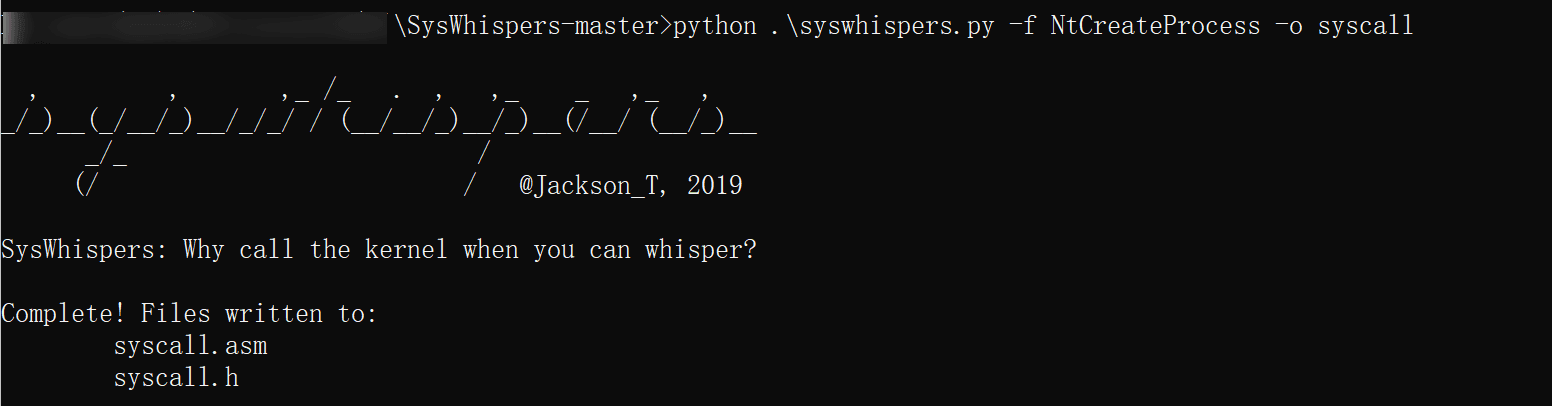 \SysWhispers-master>python .\syswhispers.py -f NtCreateProcess -o syscall
@Jackson_T, 2019
SysWhispers: Why call the kernel when you can whisper?
Complete! Files written to:
syscall.asm
syscall.h